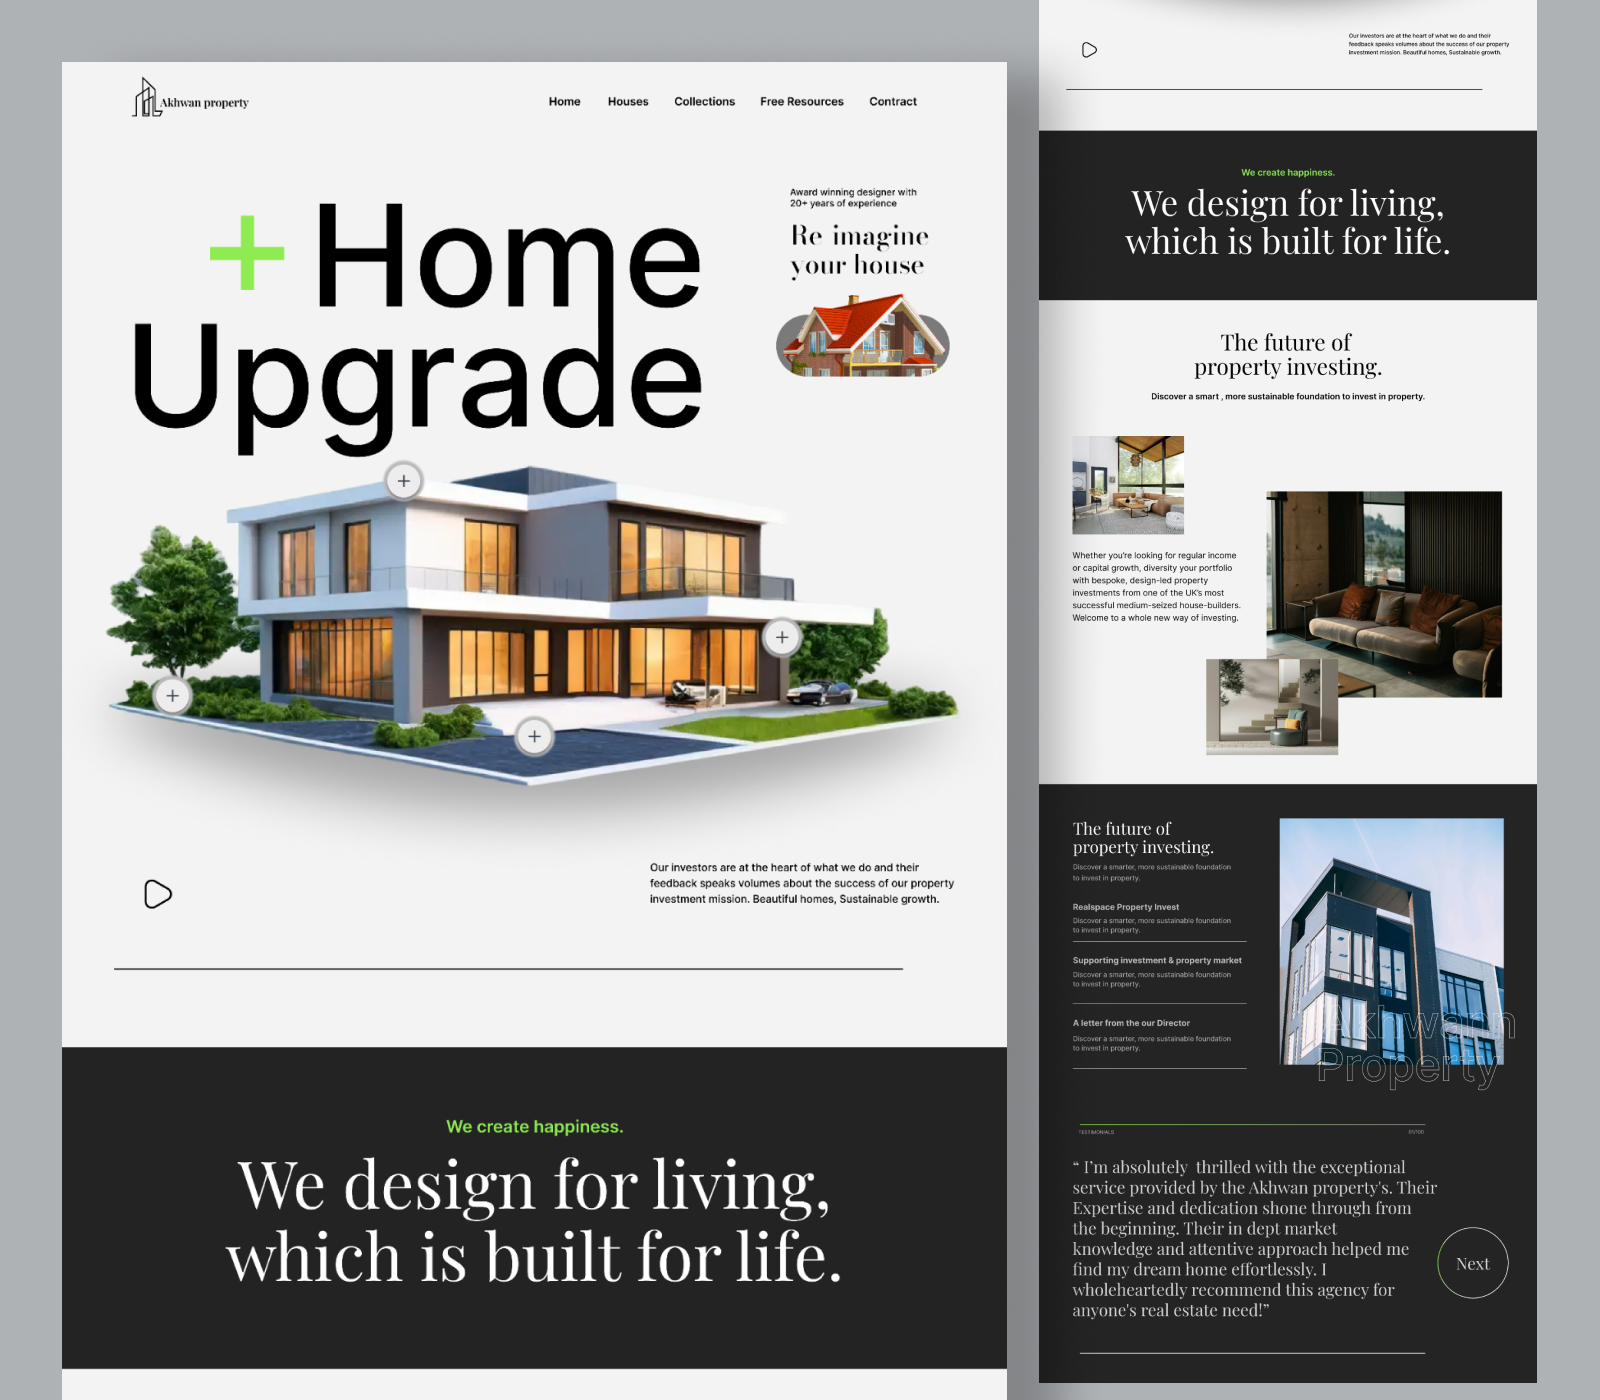 Akhwan property
Home Houses Collections Free Resources Contract
+ Home
Upgrade
Award winning designer with
20+ years of experience
Re imagine
your house
Our investors are at the heart of what we do and their
feedback speaks volumes about the success of our property
investment mission. Beautiful homes, Sustainable growth.
We create happiness.
We design for living,
which is built for life.
Our investors are at the heart of what we do and their
feedback speaks volumes about the success of our property
investment mission. Beautiful homes, Sustainable growth.
We create happiness.
We design for living,
which is built for life.
The future of
property investing.
Discover a smart , more sustainable foundation to invest in property.
Whether you're looking for regular income
or capital growth, diversity your portfolio
with bespoke, design-led property
investments from one of the UK's most
successful medium-seized house-builders.
Welcome to a whole new way of investing.
The future of
property investing.
Discover a smarter, more sustainable foundation
to invest in property.
Realspace Property Invest
Discover a smarter, more sustainable foundation
to invest in property.
Supporting investment & property market
Discover a smarter, more sustainable foundation
to invest in property.
A letter from the our Director
Discover a smarter, more sustainable foundation
to invest in property.
Akhwann
Property
TESTIMONIALS 01/100
“ I'm absolutely thrilled with the exceptional
service provided by the Akhwan property's. Their
Expertise and dedication shone through from
the beginning. Their in dept market
knowledge and attentive approach helped me
find my dream home effortlessly. I
wholeheartedly recommend this agency for
anyone's real estate need!”
Next